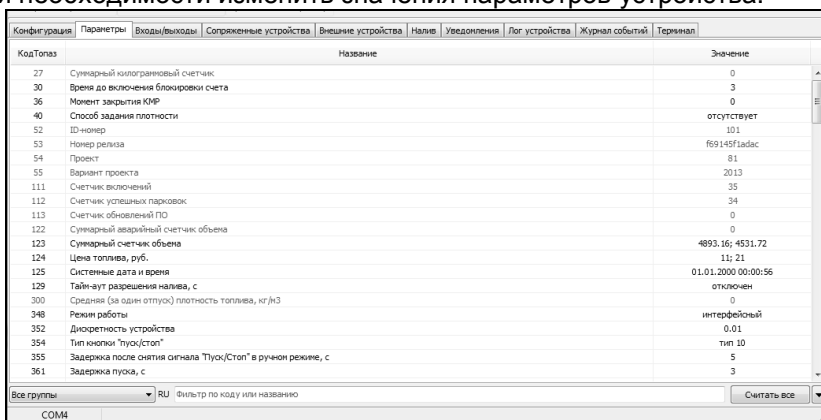 я необходимости изменить значения параметров устройства.
Конфигурация Параметры Входы/выходы Сопряженные устройства Внешние устройства Налив Уведомления Лог устройства Журнал событий Терминал
КодТопаз Название Значение
27 Суммарный килограммовый счетчик 0
30 Время до включения блокировки счета 3
36 Момент закрытия КМР 0
40 Способ задания плотности отсутствует
52 ID-номер 101
53 Номер релиза f69145f1adac
54 Проект 81
55 Вариант проекта 2013
111 Счетчик включений 35
112 Счетчик успешных парковок 34
113 Счетчик обновлений ПО 0
122 Суммарный аварийный счетчик объема 0
123 Суммарный счетчик объема 4893.16; 4531.72
124 Цена топлива, руб. 11; 21
125 Системные дата и время 01.01.2000 00:00:56
129 Тайм-аут разрешения налива, с отключен
300 Средняя (за один отпуск) плотность топлива, кг/м3 0
348 Режим работы интерфейсный
352 Дискретность устройства 0.01
354 Тип кнопки "пуск/стоп" тип 10
355 Задержка после снятия сигнала "Пуск/Стоп" в ручном режиме, с 5
361 Задержка пуска, с 3
Все группы RU Фильтр по коду или названию Считать все
COM4